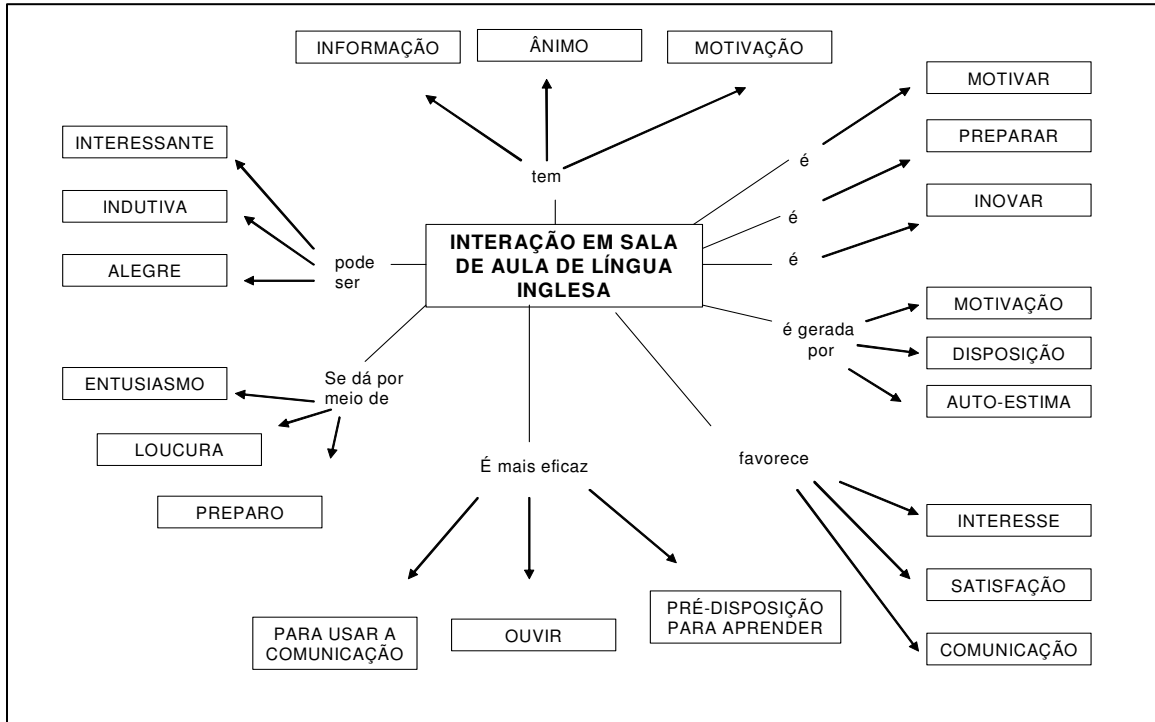 INFORMAÇÃO
ÂNIMO
MOTIVAÇÃO
tem
MOTIVAR
PREPARAR
INOVAR
é
é
é
INTERESSANTE
INDUTIVA
ALEGRE
pode
ser
INTERAÇÃO EM SALA
DE AULA DE LÍNGUA
INGLESA
é gerada
por
MOTIVAÇÃO
DISPOSIÇÃO
AUTO-ESTIMA
Se dá por
meio de
ENTUSIASMO
LOUCURA
PREPARO
É mais eficaz
PARA USAR A
COMUNICAÇÃO
OUVIR
PRÉ-DISPOSIÇÃO
PARA APRENDER
favorece
INTERESSE
SATISFAÇÃO
COMUNICAÇÃO